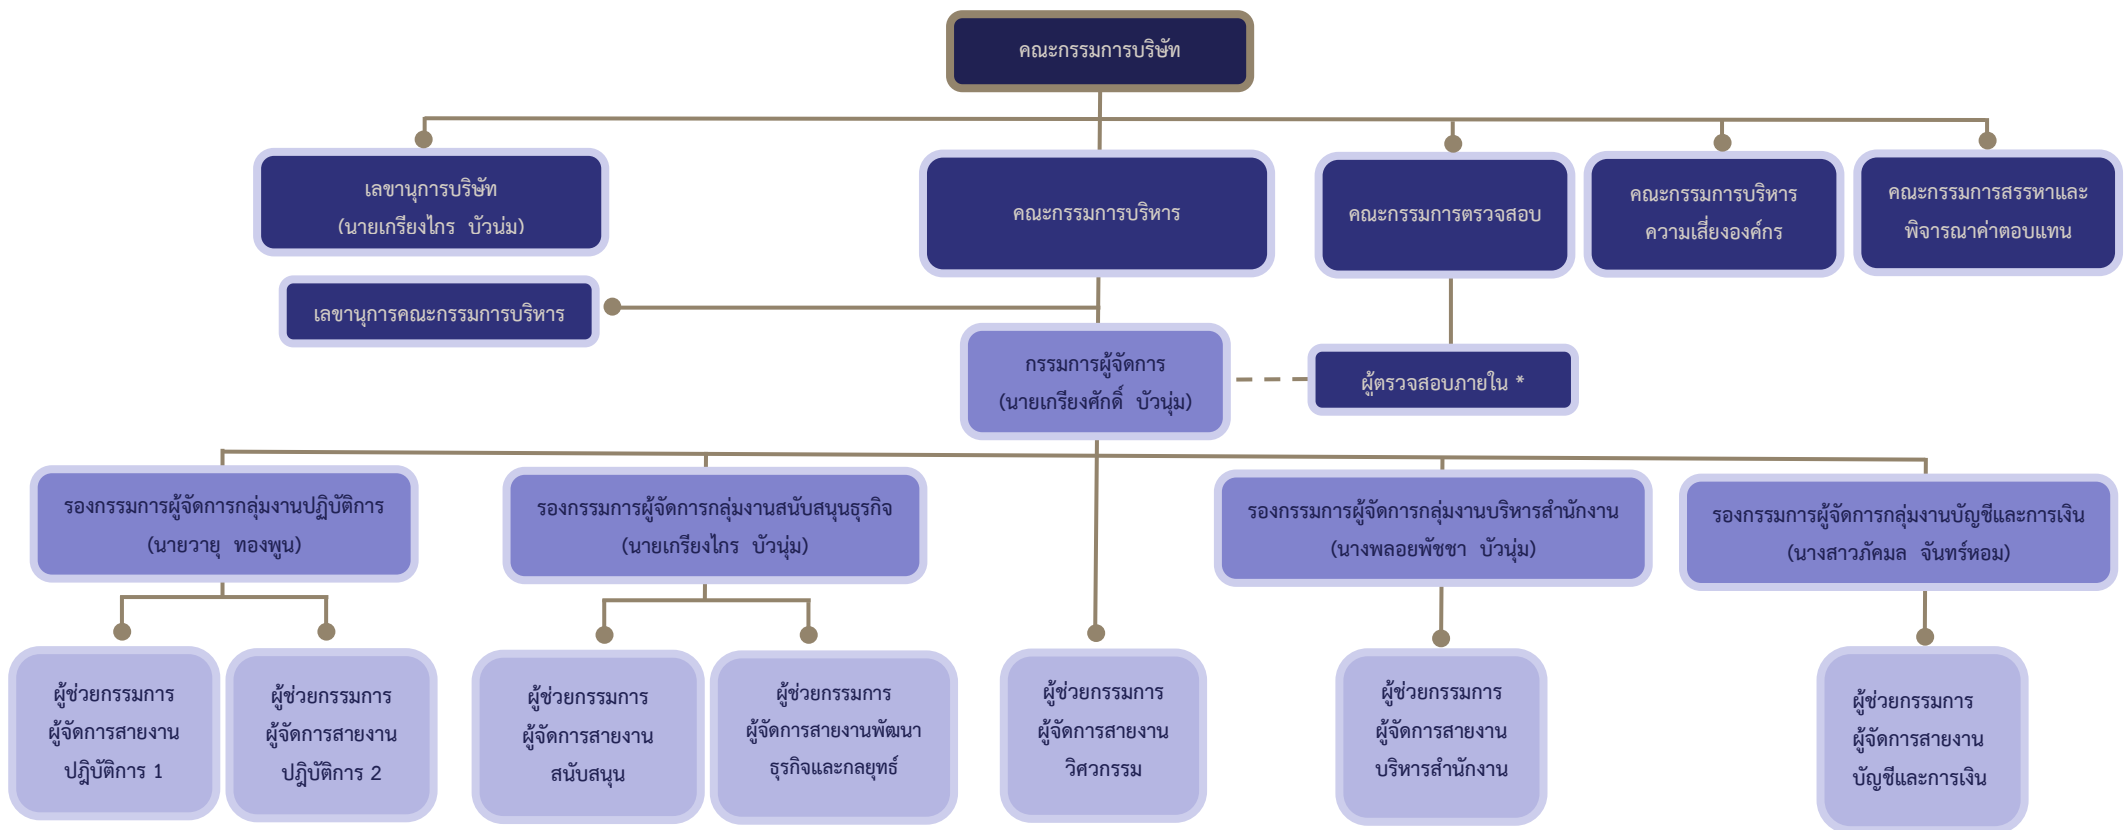 คณะกรรมการบริษัท
เลขานุการบริษัท
(นายเกรียงไกร บัวนุ่ม)
คณะกรรมการบริหาร
คณะกรรมการตรวจสอบ
คณะกรรมการบริหาร
ความเสี่ยงองค์กร
คณะกรรมการสรรหาและ
พิจารณาค่าตอบแทน
เลขานุการคณะกรรมการบริหาร
กรรมการผู้จัดการ
(นายเกรียงศักดิ์ บัวนุ่ม)
ผู้ตรวจสอบภายใน *
รองกรรมการผู้จัดการกลุ่มงานปฏิบัติการ
(นายวายุ ทองพูน)
รองกรรมการผู้จัดการกลุ่มงานสนับสนุนธุรกิจ
(นายเกรียงไกร บัวนุ่ม)
รองกรรมการผู้จัดการกลุ่มงานบริหารสำนักงาน
(นางพลอยพัชชา บัวนุ่ม)
รองกรรมการผู้จัดการกลุ่มงานบัญชีและการเงิน
(นางสาวภัคมล จันทร์หอม)
ผู้ช่วยกรรมการ
ผู้จัดการสายงาน
ปฎิบัติการ 1
ผู้ช่วยกรรมการ
ผู้จัดการสายงาน
ปฎิบัติการ 2
ผู้ช่วยกรรมการ
ผู้จัดการสายงาน
สนับสนุน
ผู้ช่วยกรรมการ
ผู้จัดการสายงานพัฒนา
ธุรกิจและกลยุทธ์
ผู้ช่วยกรรมการ
ผู้จัดการสายงาน
วิศวกรรม
ผู้ช่วยกรรมการ
ผู้จัดการสายงาน
บริหารสำนักงาน
ผู้ช่วยกรรมการ
ผู้จัดการสายงาน
บัญชีและการเงิน